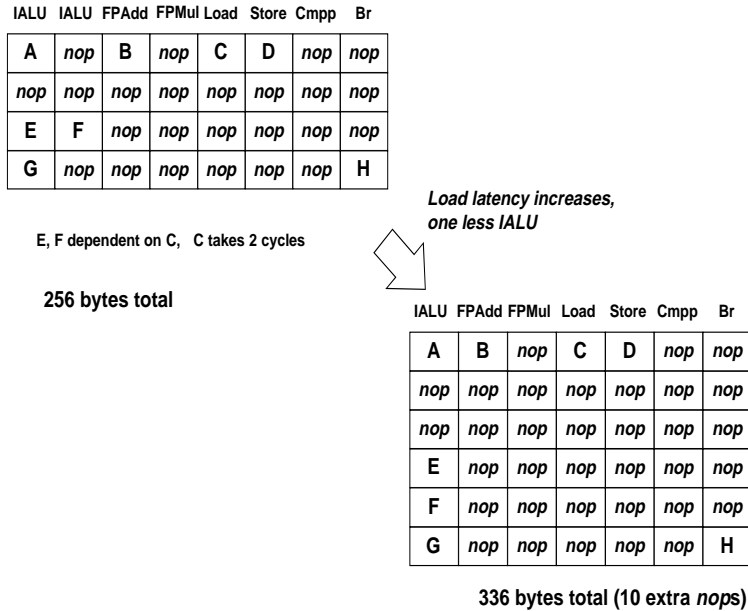 IALU IALU FPAdd FPMul Load Store Cmpp Br
A nop B nop C D nop nop
nop nop nop nop nop nop nop nop
E F nop nop nop nop nop nop
G nop nop nop nop nop nop H
Load latency increases,
one less IALU
E, F dependent on C, C takes 2 cycles
256 bytes total
IALU FPAdd FPMul Load Store Cmpp Br
A B nop C D nop nop
nop nop nop nop nop nop nop
nop nop nop nop nop nop nop
E nop nop nop nop nop nop
F nop nop nop nop nop nop
G nop nop nop nop nop H
336 bytes total (10 extra nops)